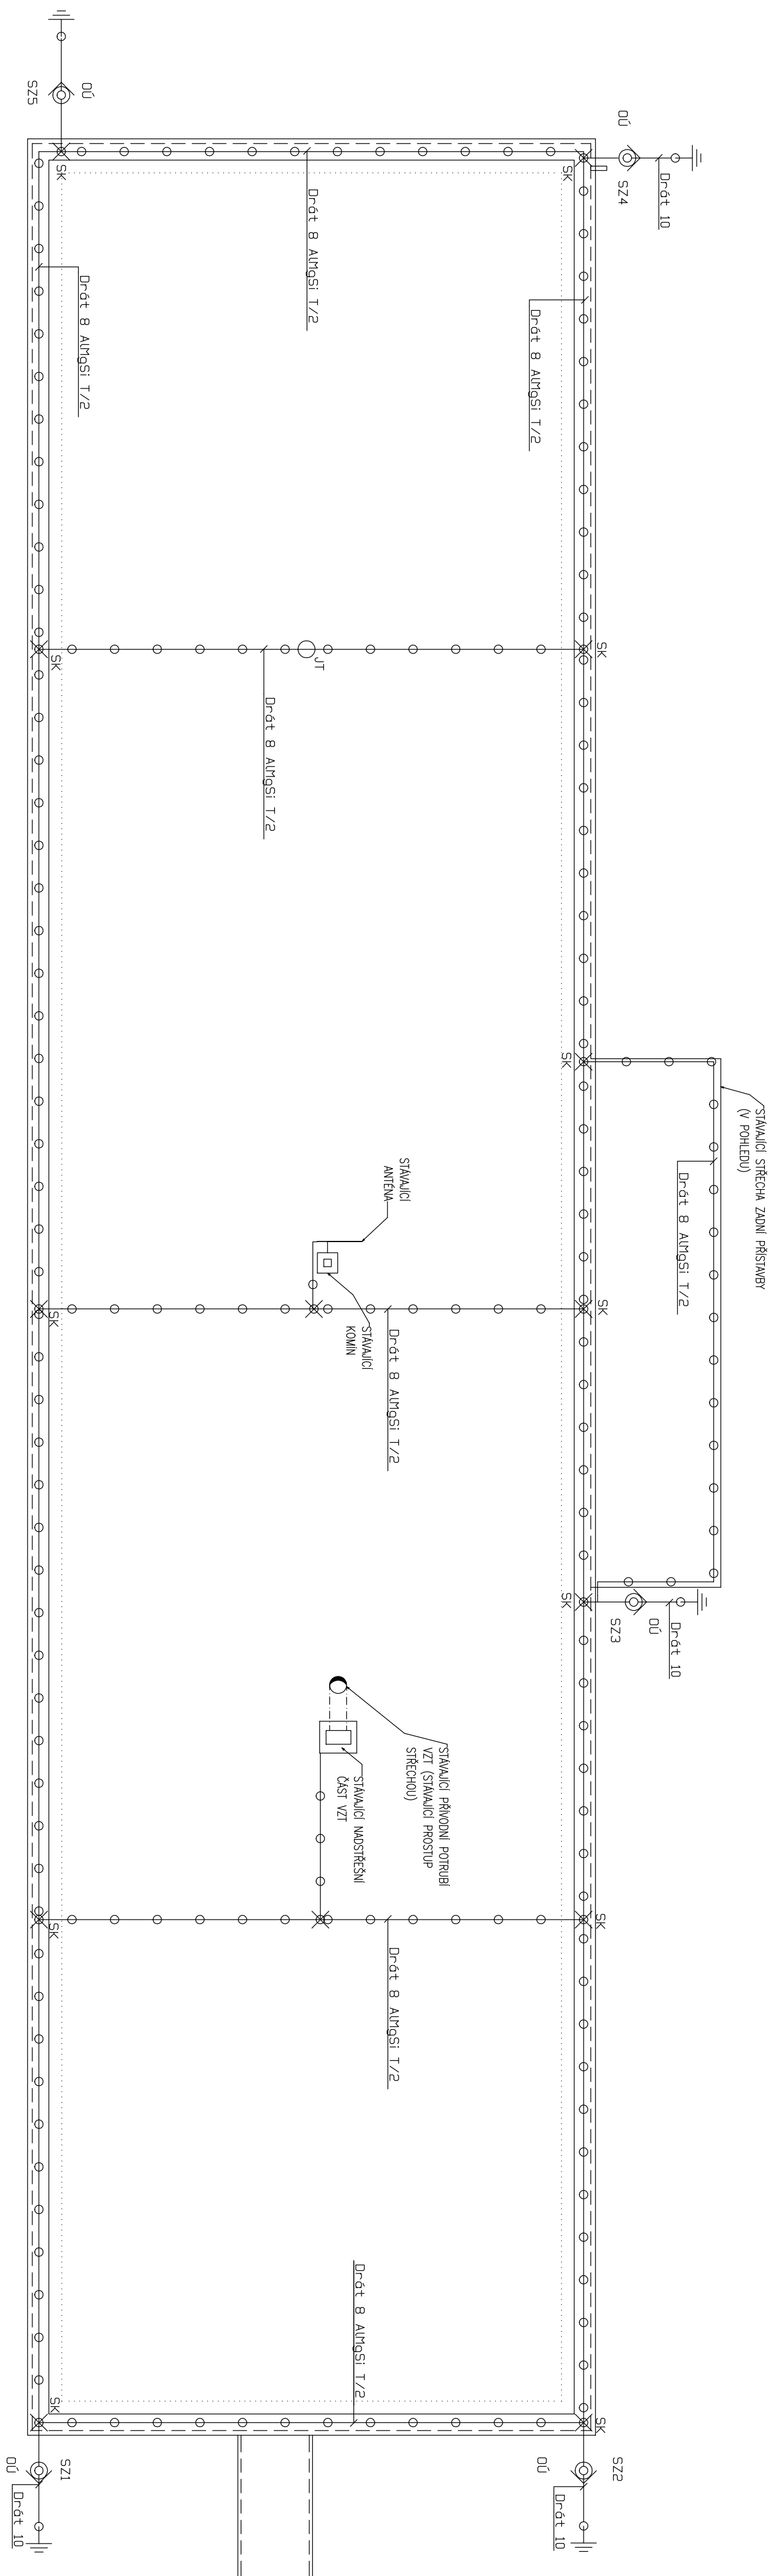 SZ5
OÚ
OÚ
SZ4
Drát 10
SK
SK
Drát 8 AlMgSi T/2
Drát 8 AlMgSi T/2
Drát 8 AlMgSi T/2
SK
JT
SK
Drát 8 AlMgSi T/2
SK
STÁVAJÍCÍ STŘECHA ZADNÍ PŘÍSTAVBY
(V POHLEDU)
Drát 8 AlMgSi T/2
STÁVAJÍCÍ
ANTÉNA
SK
SK
STÁVAJÍCÍ
KOMÍN
Drát 8 AlMgSi T/2
SK
SZ3
OÚ
Drát 10
STÁVAJÍCÍ PŘÍVODNÍ POTRUBÍ
VZT (STÁVAJÍCÍ PROSTUP
STŘECHOU)
STÁVAJÍCÍ NADSTŘEŠNÍ
ČÁST VZT
SK
SK
Drát 8 AlMgSi T/2
Drát 8 AlMgSi T/2
SK
SK
OÚ
SZ1
Drát 10
OÚ
SZ2
Drát 10